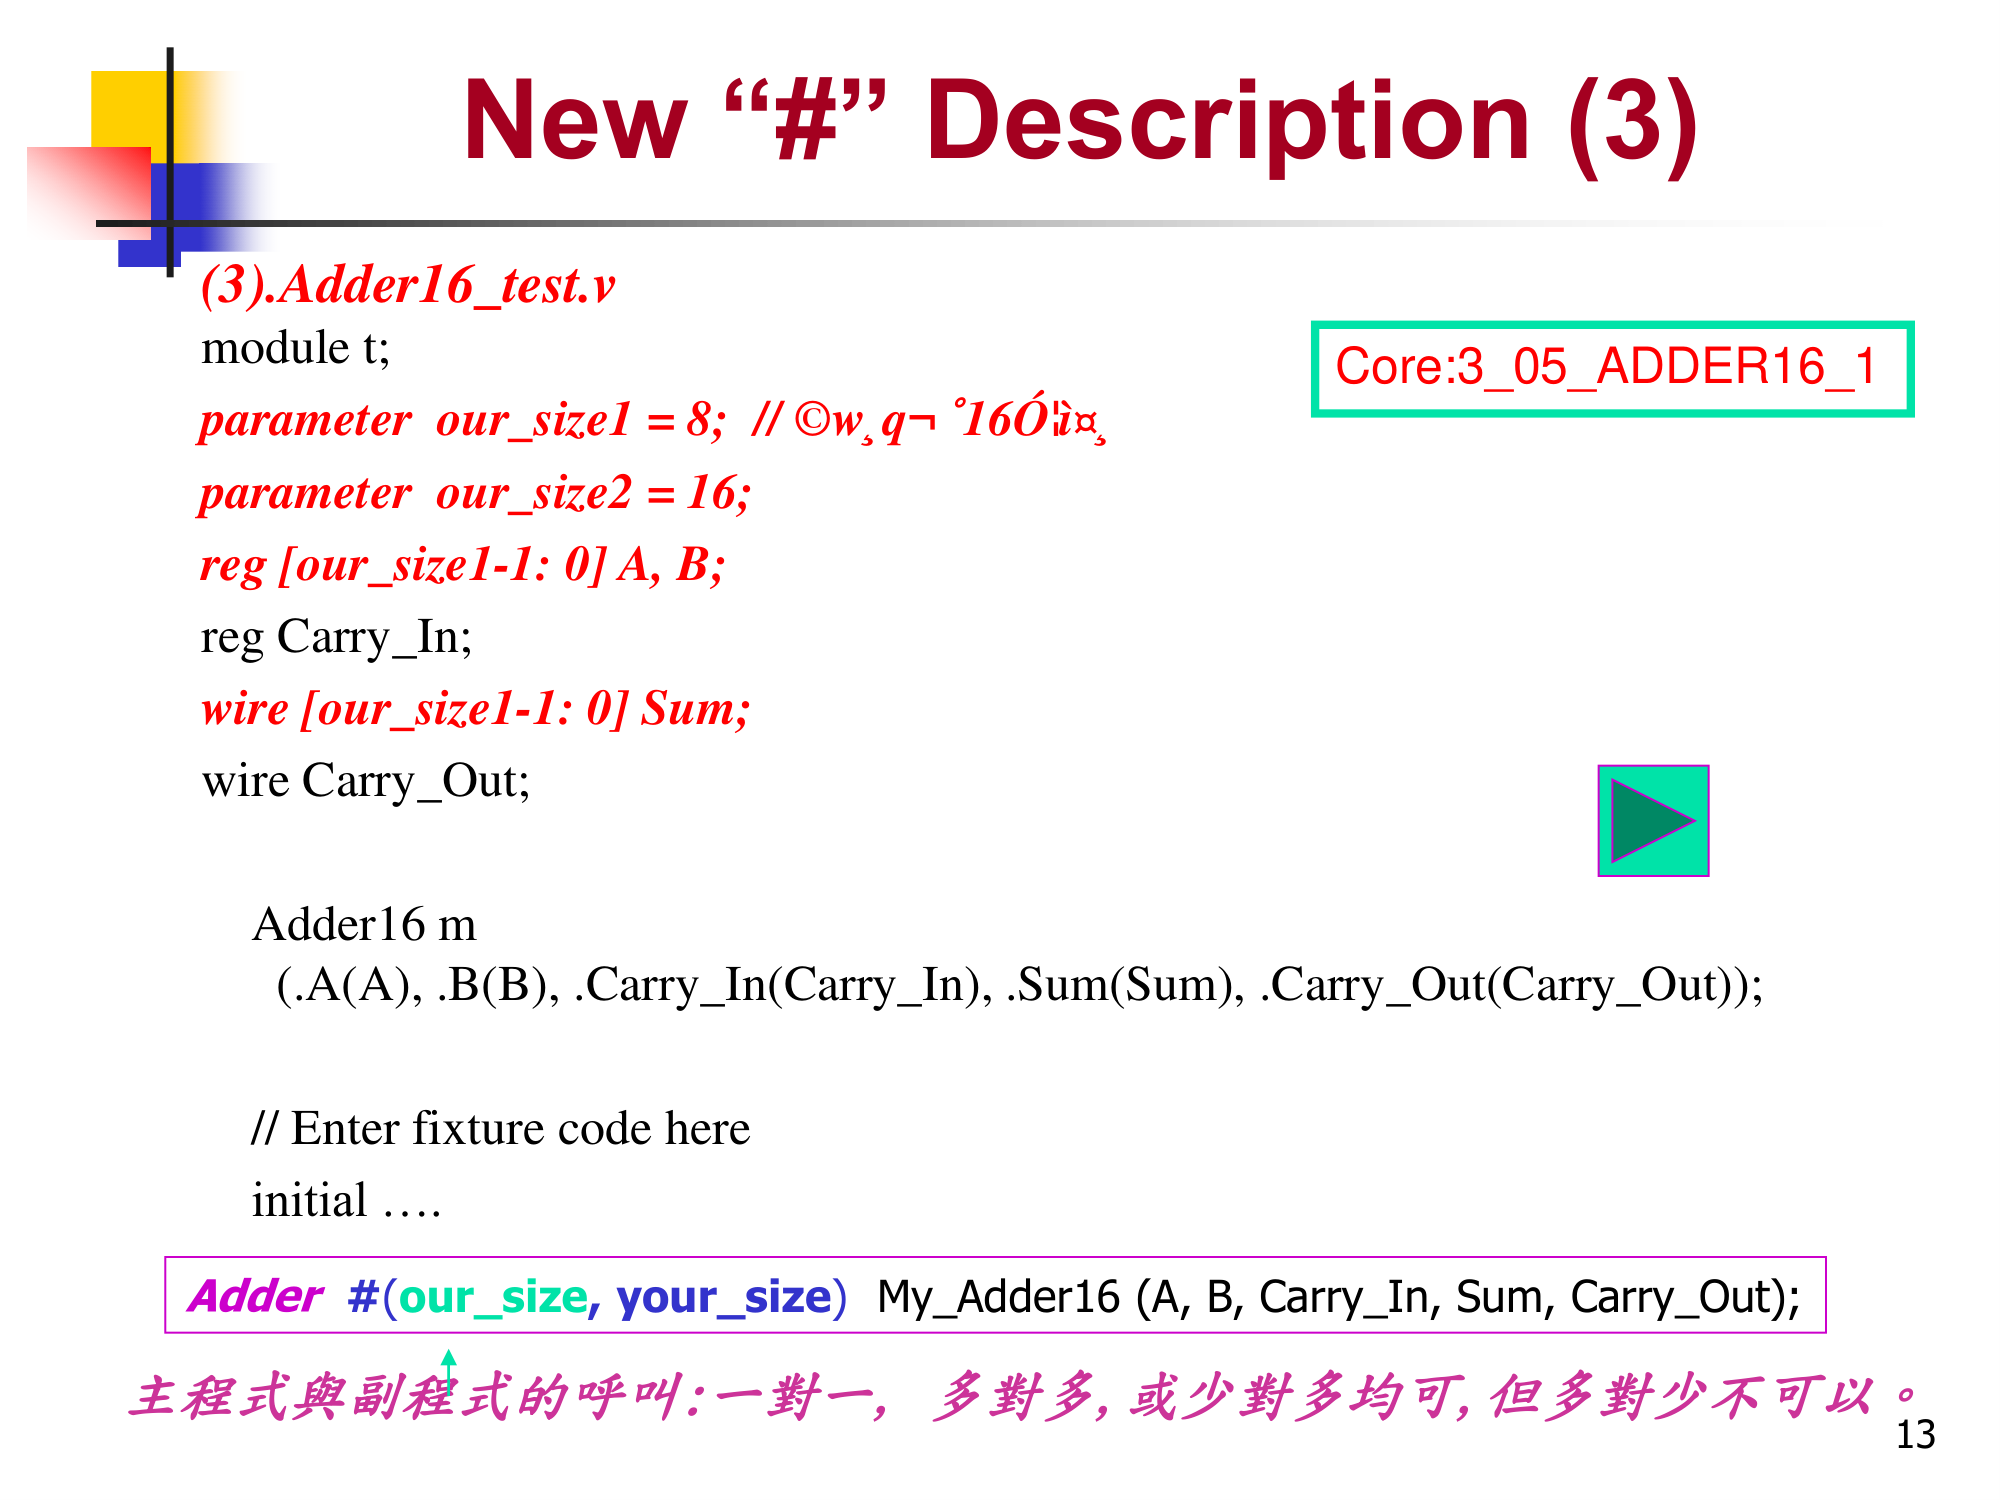 New “#” Description (3)
(3).Adder16_test.v
module t;
Core:3_05_ADDER16_1
parameter our_size1 = 8; // ©w¸q¬ °16Ó¦ì¤¸
parameter our_size2 = 16;
reg [our_size1-1: 0] A, B;
reg Carry_In;
wire [our_size1-1: 0] Sum;
wire Carry_Out;
Adder16 m
(.A(A), .B(B), .Carry_In(Carry_In), .Sum(Sum), .Carry_Out(Carry_Out));
// Enter fixture code here
initial ….
Adder #(our_size, your_size) My_Adder16 (A, B, Carry_In, Sum, Carry_Out);
主程式與副程式的呼叫:一對一, 多對多,或少對多均可,但多對少不可以。
13